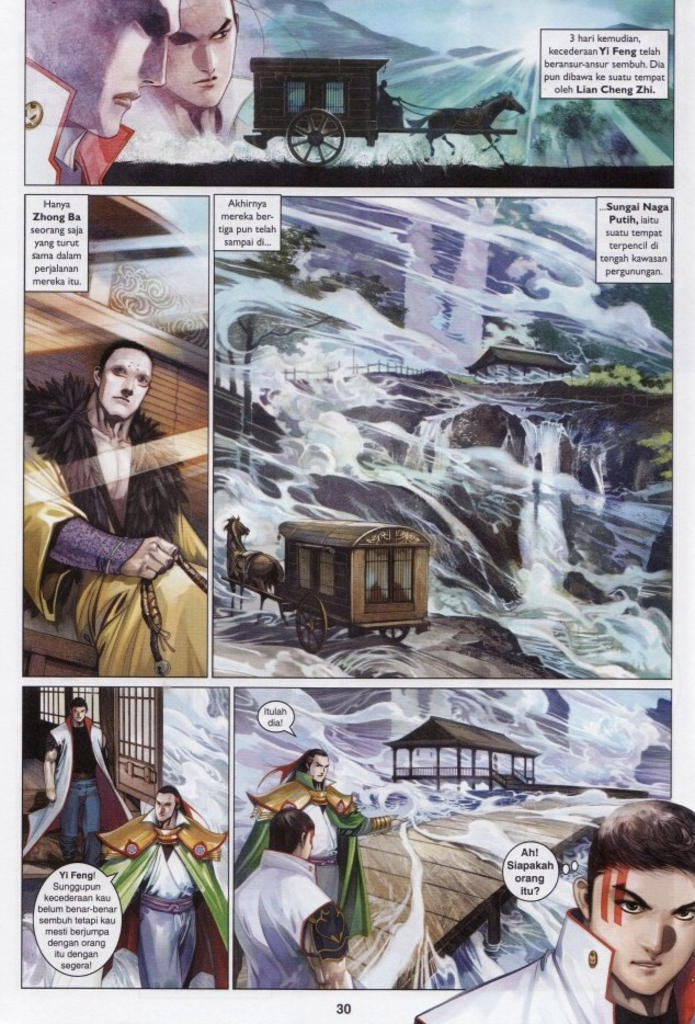 3 hari kemudian,
kecederaan Yi Feng telah
beransur-ansur sembuh. Dia
pun dibawa ke suatu tempat
oleh Lian Cheng Zhi.
Hanya
Zhong Ba
seorang saja
yang turut
sama dalam
perjalanan
mereka itu.
Akhirnya
mereka ber-
tiga pun telah
sampai di...
...Sungai Naga
Putih, iaitu
suatu tempat
terpencil di
tengah kawasan
pergunungan.
Yi Feng!
Sungguhpun
kecederaan kau
belum benar-benar
sembuh tetapi kau
mesti berjumpa
dengan orang
itu dengan
segera!
Itulah
dia!
Ah!
Siapakah
orang
itu?
30